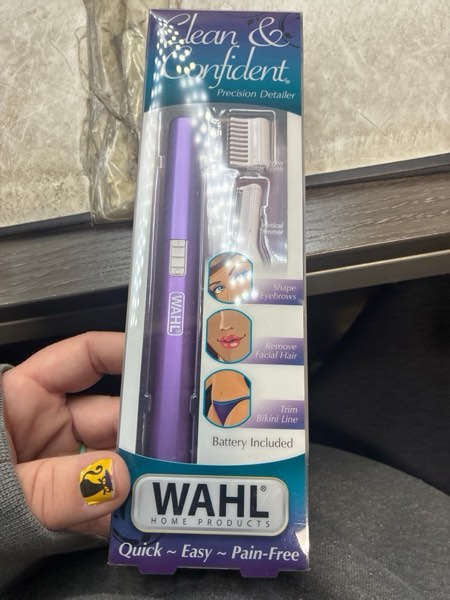 Clean &
Confident®
Precision Detailer
Trimmer
WAHL
Shape
Eyebrows
Remove
Facial Hair
Trim
Bikini Line
Battery Included
WAHL®
HOME PRODUCTS
Quick ~ Easy ~ Pain-Free